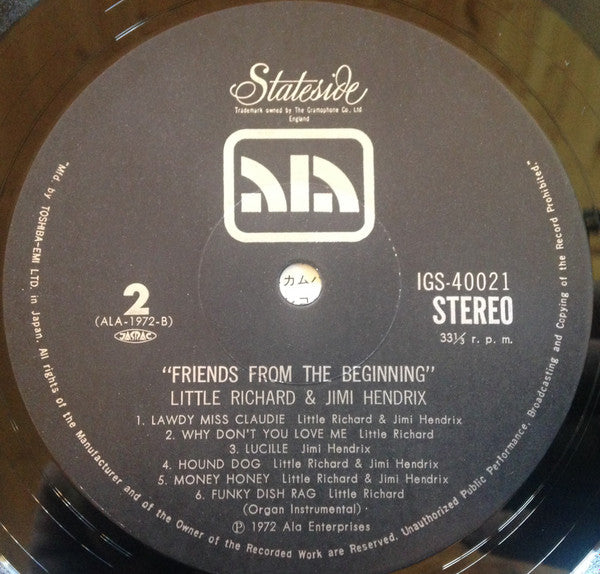 Stateside
Trademark owned by The Gramophone Co., Ltd
England
ala
2
(ALA-1972-B)
JASRAC
IGS-40021
STEREO
33⅓ r. p. m.
カム
コ
"FRIENDS FROM THE BEGINNING"
LITTLE RICHARD & JIMI HENDRIX
1. LAWDY MISS CLAUDIE Little Richard & Jimi Hendrix
2. WHY DON'T YOU LOVE ME Little Richard
3. LUCILLE Jimi Hendrix
4. HOUND DOG Little Richard & Jimi Hendrix
5. MONEY HONEY Little Richard & Jimi Hendrix
6. FUNKY DISH RAG Little Richard
(Organ Instrumental)
Ⓟ 1972 Ala Enterprises
"Mfd. by TOSHIBA-EMI LTD. in Japan. All rights of the Manufacturer and of the Owner of the Recorded Work are Reserved. Unauthorized Public Performance, Broadcasting and Copying of the Record Prohibited."